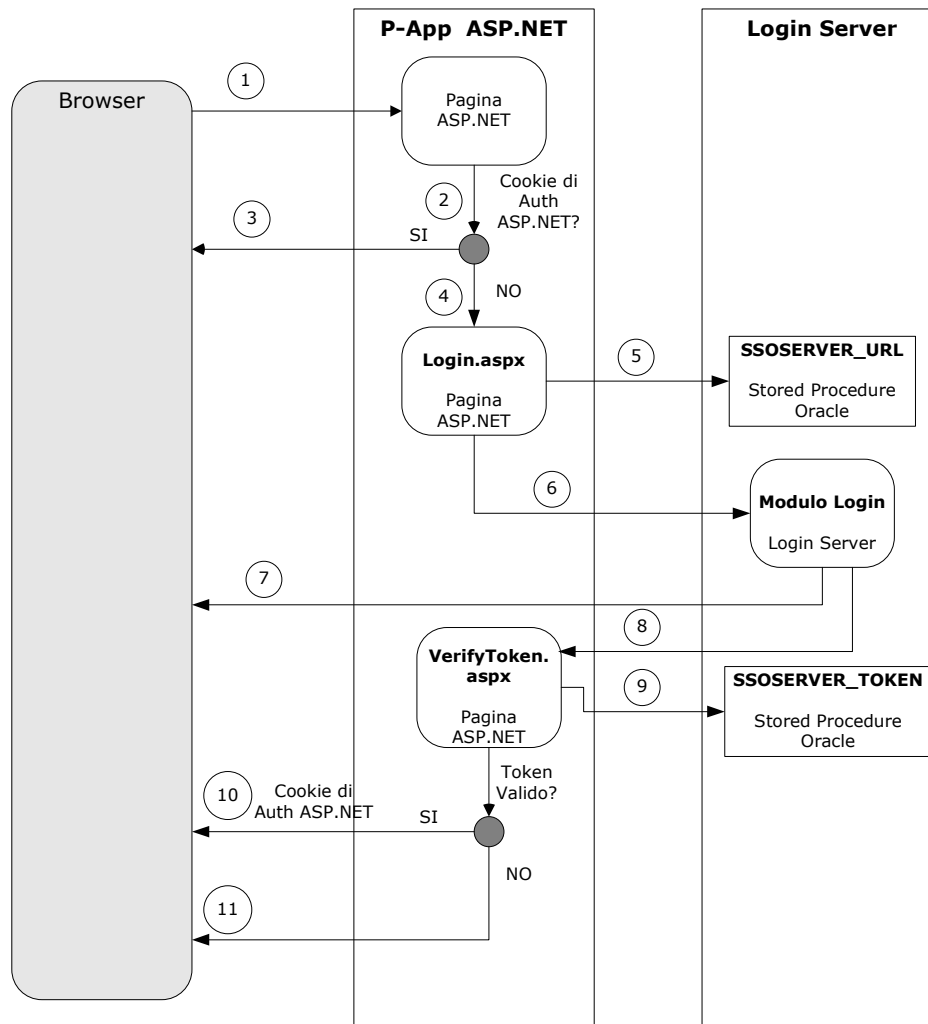 P-App ASP.NET
Login Server
Browser
1
Pagina
ASP.NET
2
Cookie di
Auth
ASP.NET?
3
SI
4
NO
Login.aspx
Pagina
ASP.NET
5
SSOSERVER_URL
Stored Procedure
Oracle
6
Modulo Login
Login Server
7
8
VerifyToken.
aspx
Pagina
ASP.NET
9
SSOSERVER_TOKEN
Stored Procedure
Oracle
Token
Valido?
10
Cookie di
Auth ASP.NET
SI
NO
11